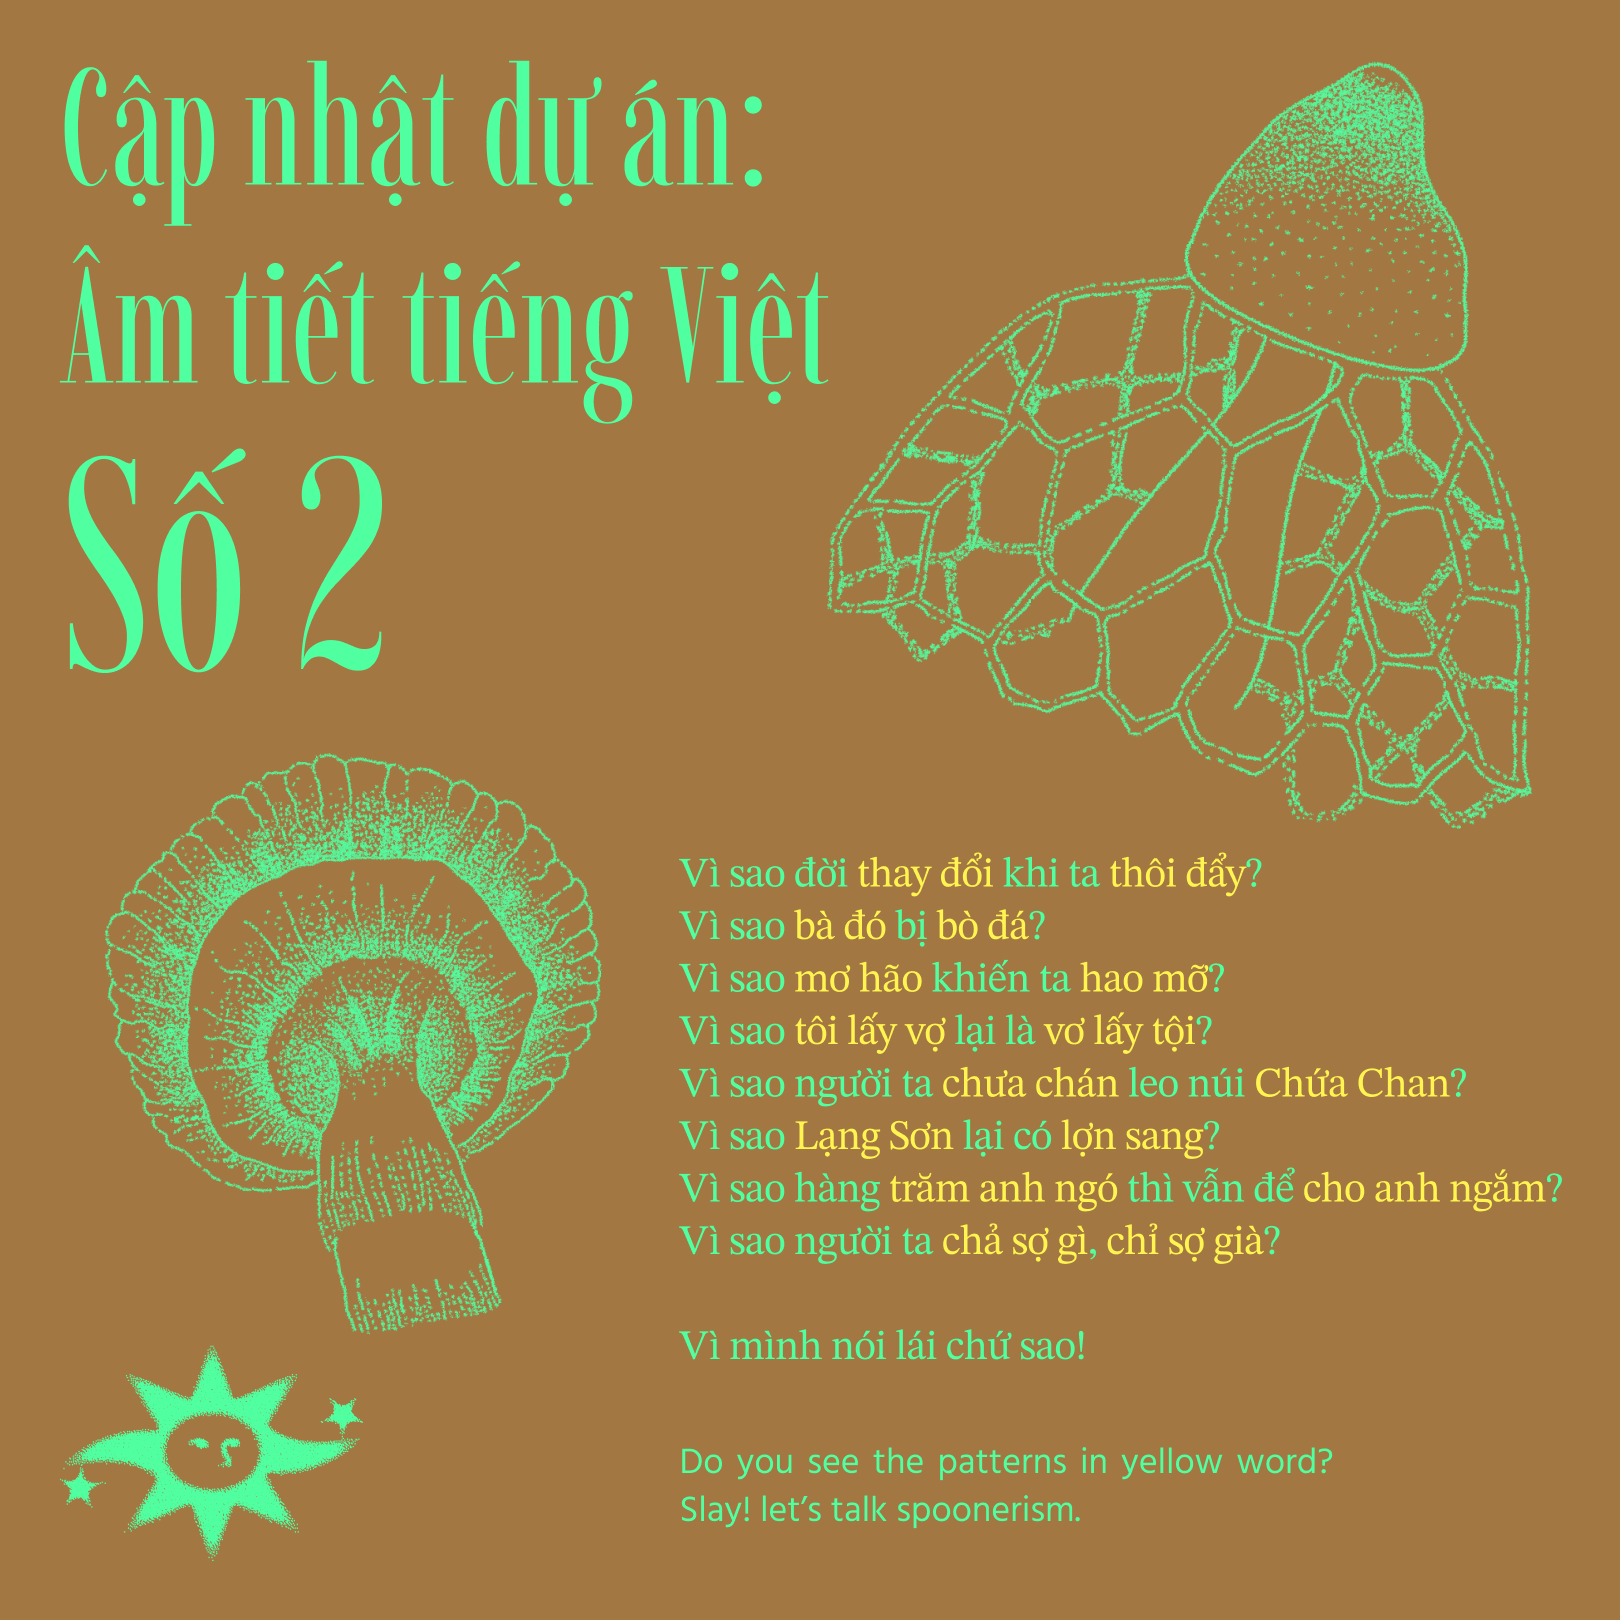 Cập nhật dự án:
Âm tiết tiếng Việt
Số 2
Vì sao đời thay đổi khi ta thôi đẩy?
Vì sao bà đó bị bò đá?
Vì sao mơ hão khiến ta hao mỡ?
Vì sao tôi lấy vợ lại là vơ lấy tội?
Vì sao người ta chưa chán leo núi Chứa Chan?
Vì sao Lạng Sơn lại có lợn sang?
Vì sao hàng trăm anh ngó thì vẫn để cho anh ngắm?
Vì sao người ta chả sợ gì, chỉ sợ già?
Vì mình nói lái chứ sao!
Do you see the patterns in yellow word?
Slay! let’s talk spoonerism.